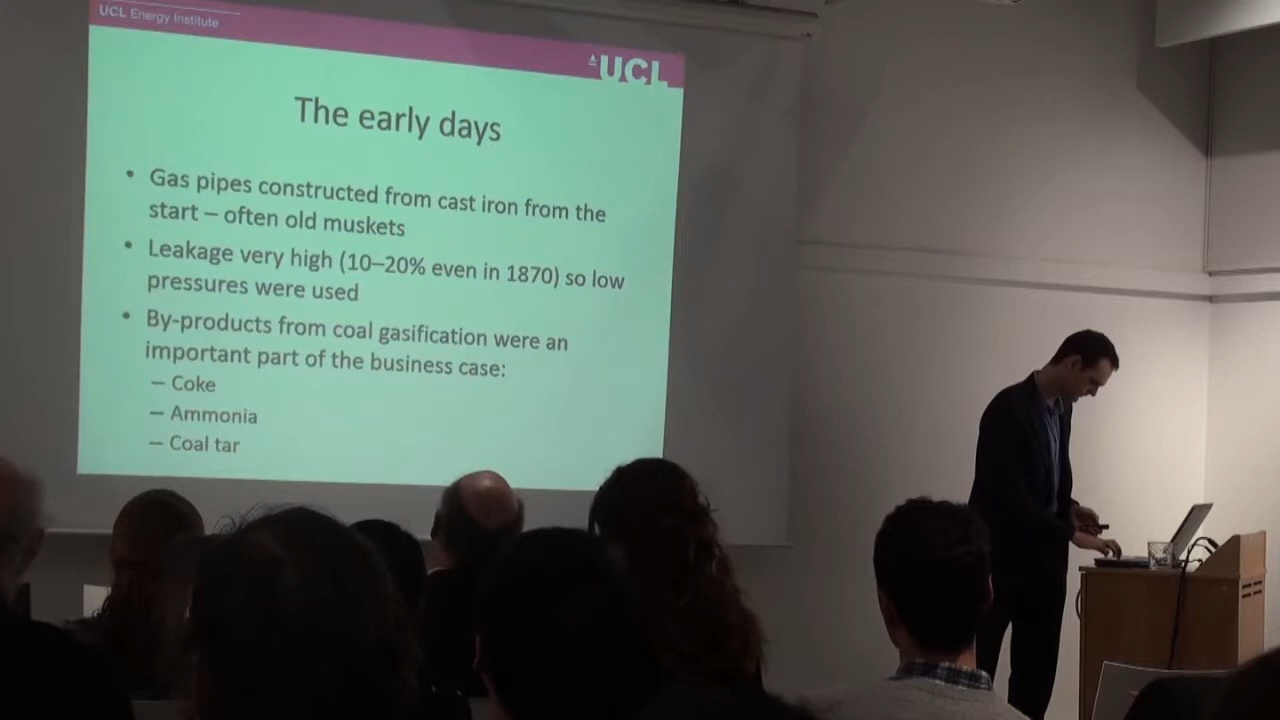 UCL Energy Institute
UCL
The early days
• Gas pipes constructed from cast iron from the
start – often old muskets
• Leakage very high (10–20% even in 1870) so low
pressures were used
• By-products from coal gasification were an
important part of the business case:
– Coke
– Ammonia
– Coal tar